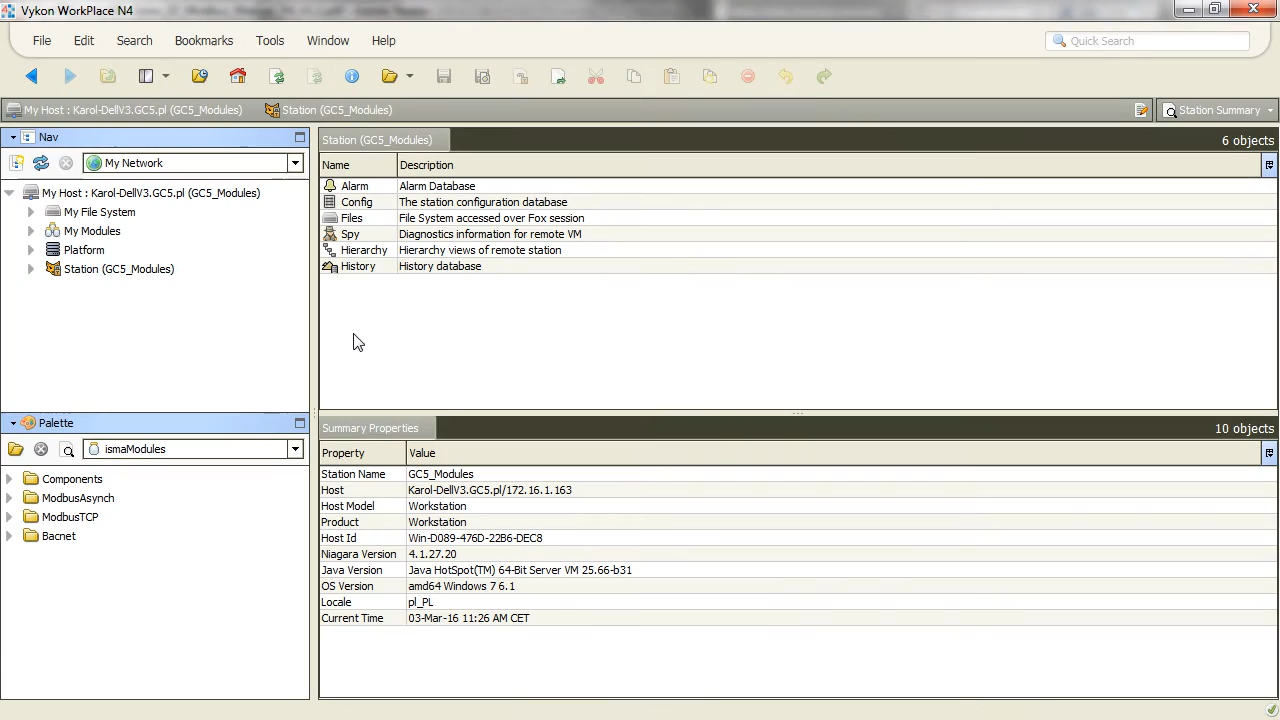 Vykon WorkPlace N4
File Edit Search Bookmarks Tools Window Help
Quick Search
My Host : Karol-DellV3.GC5.pl (GC5_Modules) Station (GC5_Modules) Station Summary
Nav
My Network
My Host : Karol-DellV3.GC5.pl (GC5_Modules)
My File System
My Modules
Platform
Station (GC5_Modules)
Palette
ismaModules
Components
ModbusAsynch
ModbusTCP
Bacnet
Station (GC5_Modules) 6 objects
Name Description
Alarm Alarm Database
Config The station configuration database
Files File System accessed over Fox session
Spy Diagnostics information for remote VM
Hierarchy Hierarchy views of remote station
History History database
Summary Properties 10 objects
Property Value
Station Name GC5_Modules
Host Karol-DellV3.GC5.pl/172.16.1.163
Host Model Workstation
Product Workstation
Host Id Win-D089-476D-22B6-DEC8
Niagara Version 4.1.27.20
Java Version Java HotSpot(TM) 64-Bit Server VM 25.66-b31
OS Version amd64 Windows 7 6.1
Locale pl_PL
Current Time 03-Mar-16 11:26 AM CET